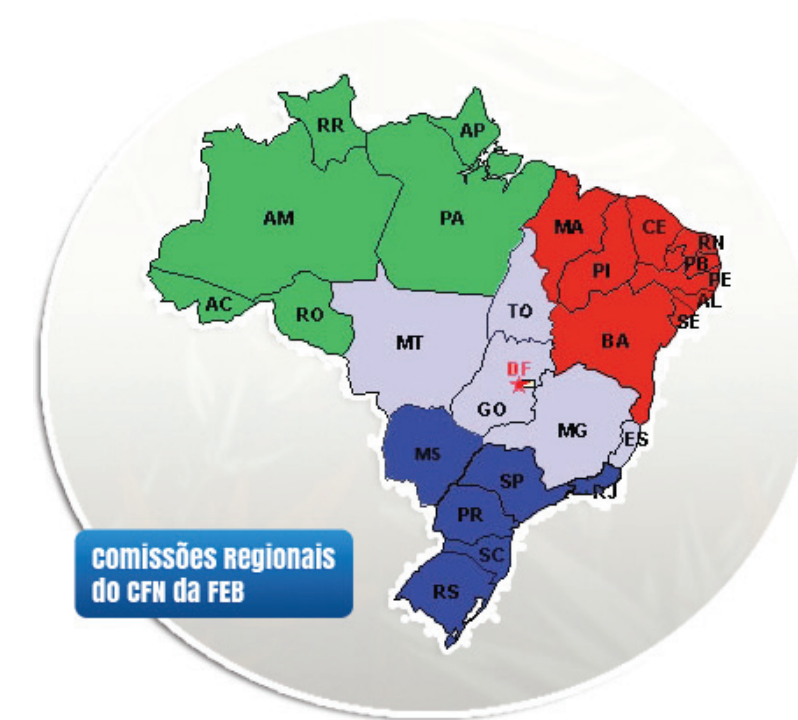 RR
AP
AM
PA
MA
CE
RN
PB
PI
PE
AL
AC
RO
TO
SE
MT
BA
DF
GO
MG
ES
MS
SP
RJ
PR
SC
RS
comissões Regionais
do CFN da FEB